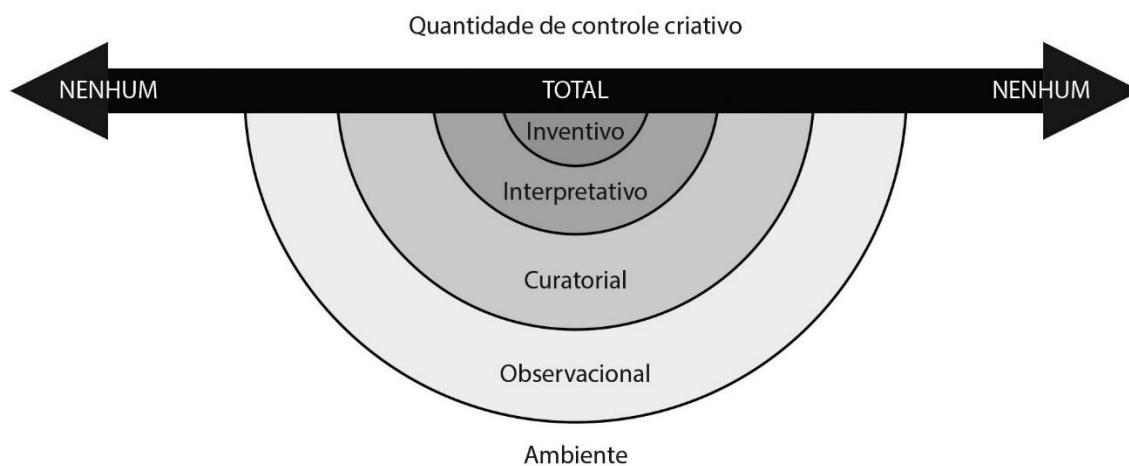 Quantidade de controle criativo
NENHUM TOTAL NENHUM
Inventivo
Interpretativo
Curatorial
Observacional
Ambiente